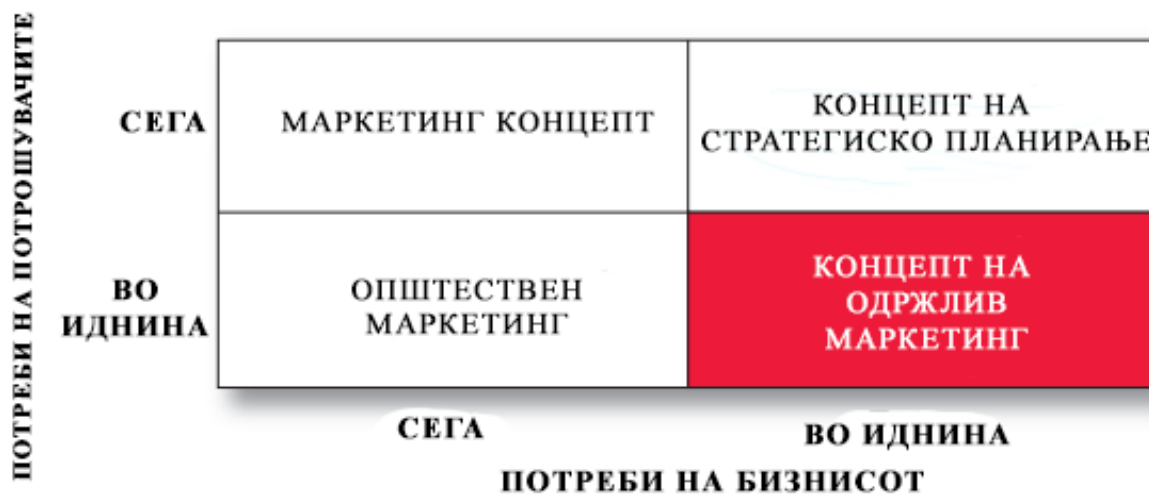 ПОТРЕБИ НА ПОТРОШУВАЧИТЕ
СЕГА
МАРКЕТИНГ КОНЦЕПТ
КОНЦЕПТ НА
СТРАТЕГИСКО ПЛАНИРАЊЕ
ВО
ИДНИНА
ОПШТЕСТВЕН
МАРКЕТИНГ
КОНЦЕПТ НА
ОДРЖЛИВ
МАРКЕТИНГ
СЕГА
ВО ИДНИНА
ПОТРЕБИ НА БИЗНИСОТ